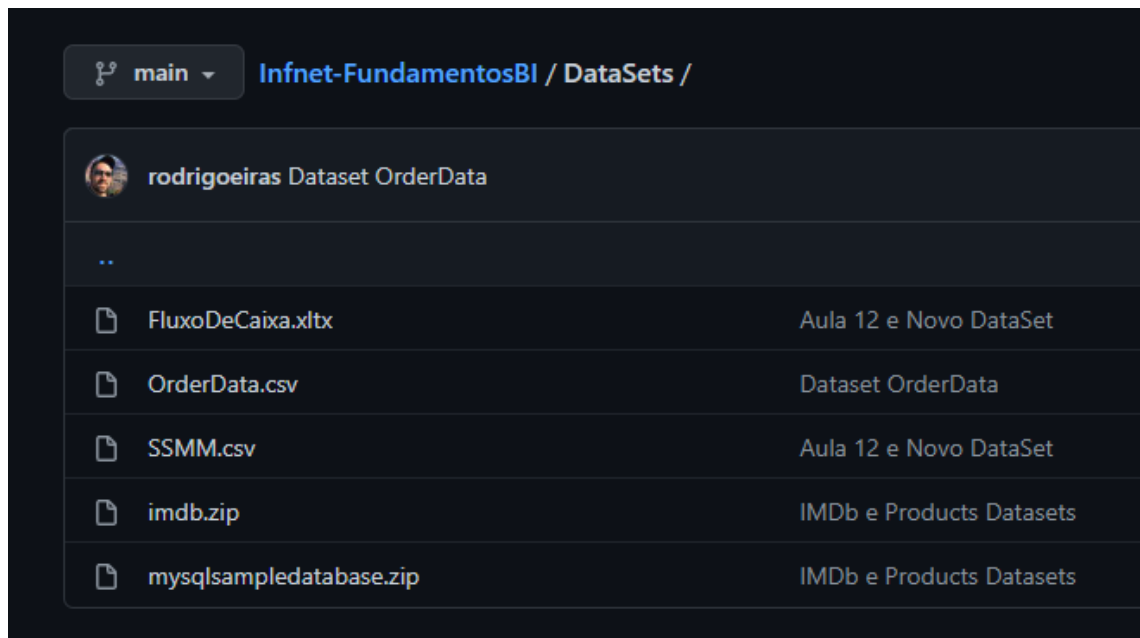 main Infnet-FundamentosBI / DataSets /
rodrigoeiras Dataset OrderData
..
FluxoDeCaixa.xltx Aula 12 e Novo DataSet
OrderData.csv Dataset OrderData
SSMM.csv Aula 12 e Novo DataSet
imdb.zip IMDb e Products Datasets
mysqlsampledatabase.zip IMDb e Products Datasets